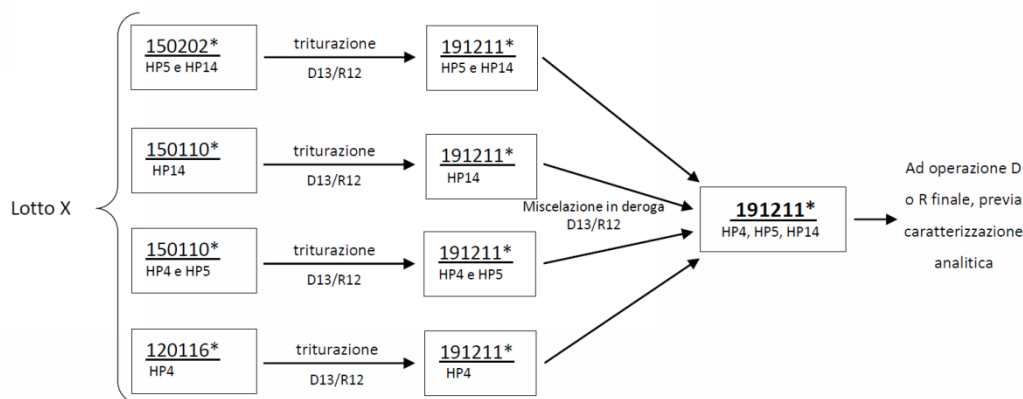 Lotto X
150202*
HP5 e HP14
triturazione
D13/R12
191211*
HP5 e HP14
150110*
HP14
triturazione
D13/R12
191211*
HP14
150110*
HP4 e HP5
triturazione
D13/R12
191211*
HP4 e HP5
120116*
HP4
triturazione
D13/R12
191211*
HP4
Miscelazione in deroga
D13/R12
191211*
HP4, HP5, HP14
Ad operazione D
o R finale, previa
caratterizzazione
analitica